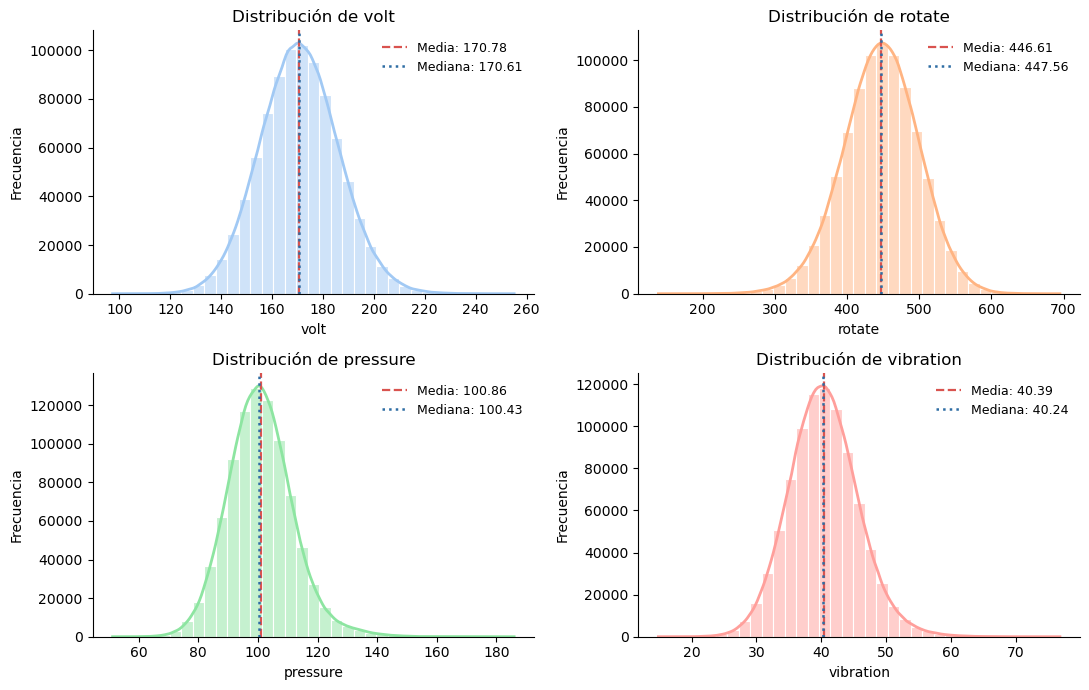 Distribución de volt
Media: 170.78
Mediana: 170.61
100000
80000
60000
40000
20000
0
Frecuencia
100 120 140 160 180 200 220 240 260
volt
Distribución de rotate
Media: 446.61
Mediana: 447.56
100000
80000
60000
40000
20000
0
Frecuencia
200 300 400 500 600 700
rotate
Distribución de pressure
Media: 100.86
Mediana: 100.43
120000
100000
80000
60000
40000
20000
0
Frecuencia
60 80 100 120 140 160 180
pressure
Distribución de vibration
Media: 40.39
Mediana: 40.24
120000
100000
80000
60000
40000
20000
0
Frecuencia
20 30 40 50 60 70
vibration